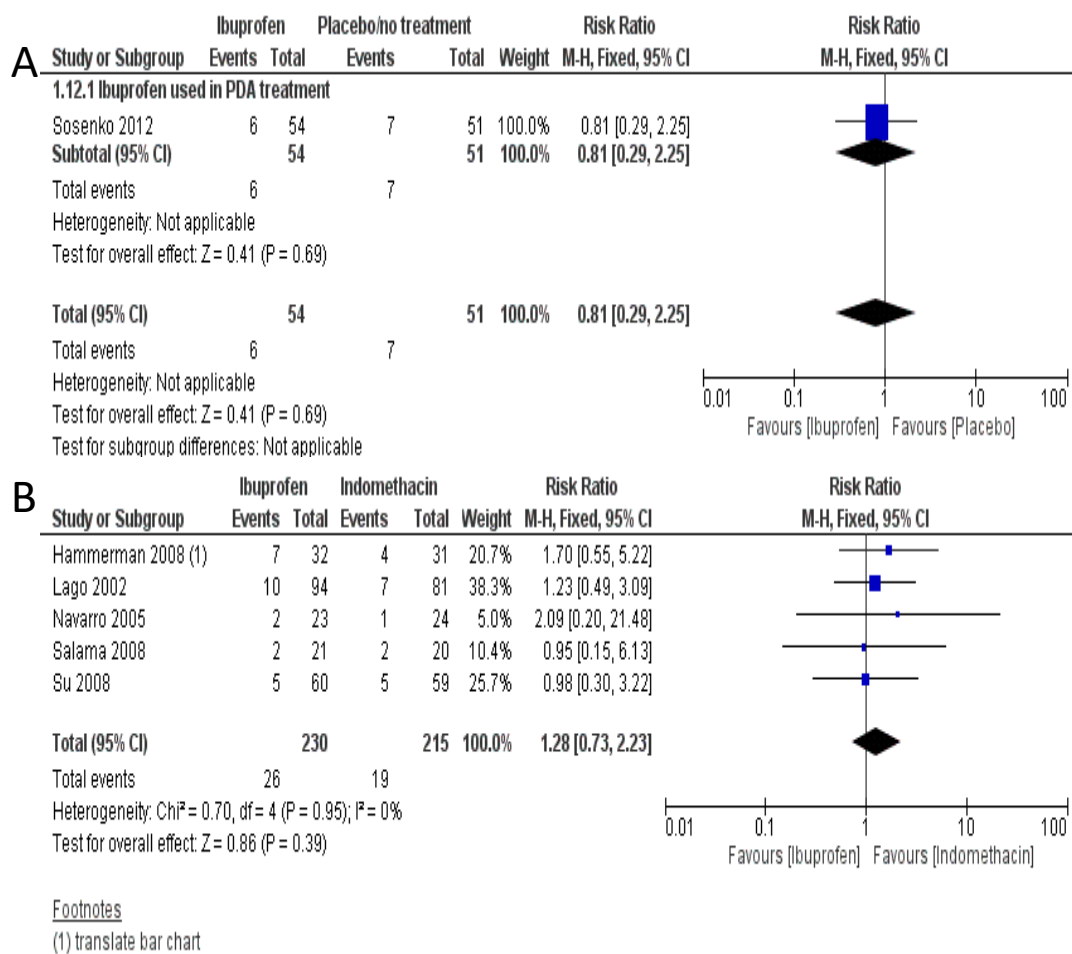 A
Ibuprofen Placebo/no treatment Risk Ratio Risk Ratio
Study or Subgroup Events Total Events Total Weight M-H, Fixed, 95% CI M-H, Fixed, 95% CI
1.12.1 Ibuprofen used in PDA treatment
Sosenko 2012 6 54 7 51 100.0% 0.81 [0.29, 2.25]
Subtotal (95% CI) 54 51 100.0% 0.81 [0.29, 2.25]
Total events 6 7
Heterogeneity: Not applicable
Test for overall effect: Z = 0.41 (P = 0.69)
Total (95% CI) 54 51 100.0% 0.81 [0.29, 2.25]
Total events 6 7
Heterogeneity: Not applicable
Test for overall effect: Z = 0.41 (P = 0.69)
Test for subgroup differences: Not applicable
0.01 0.1 1 10 100
Favours [Ibuprofen] Favours [Placebo]
B
Ibuprofen Indomethacin Risk Ratio Risk Ratio
Study or Subgroup Events Total Events Total Weight M-H, Fixed, 95% CI M-H, Fixed, 95% CI
Hammerman 2008 (1) 7 32 4 31 20.7% 1.70 [0.55, 5.22]
Lago 2002 10 94 7 81 38.3% 1.23 [0.49, 3.09]
Navarro 2005 2 23 1 24 5.0% 2.09 [0.20, 21.48]
Salama 2008 2 21 2 20 10.4% 0.95 [0.15, 6.13]
Su 2008 5 60 5 59 25.7% 0.98 [0.30, 3.22]
Total (95% CI) 230 215 100.0% 1.28 [0.73, 2.23]
Total events 26 19
Heterogeneity: Chi² = 0.70, df = 4 (P = 0.95); I² = 0%
Test for overall effect: Z = 0.86 (P = 0.39)
0.01 0.1 1 10 100
Favours [Ibuprofen] Favours [Indomethacin]
Footnotes
(1) translate bar chart